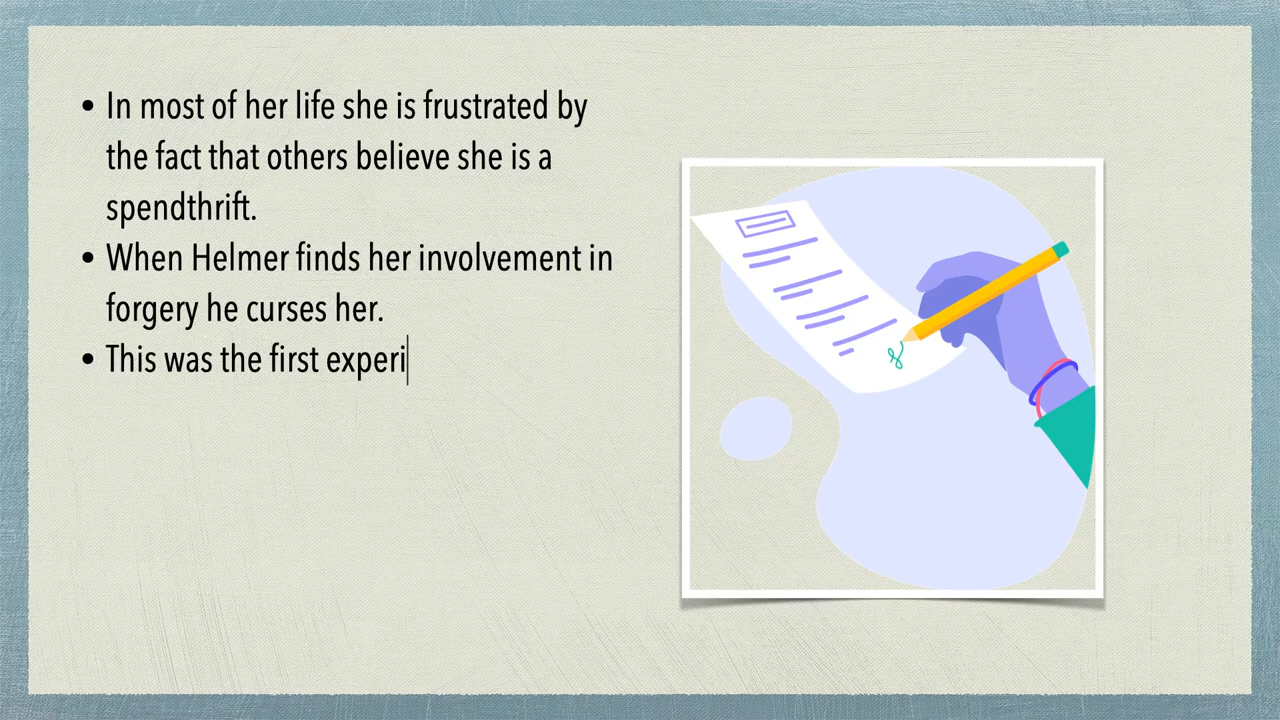 • In most of her life she is frustrated by
the fact that others believe she is a
spendthrift.
• When Helmer finds her involvement in
forgery he curses her.
• This was the first experi